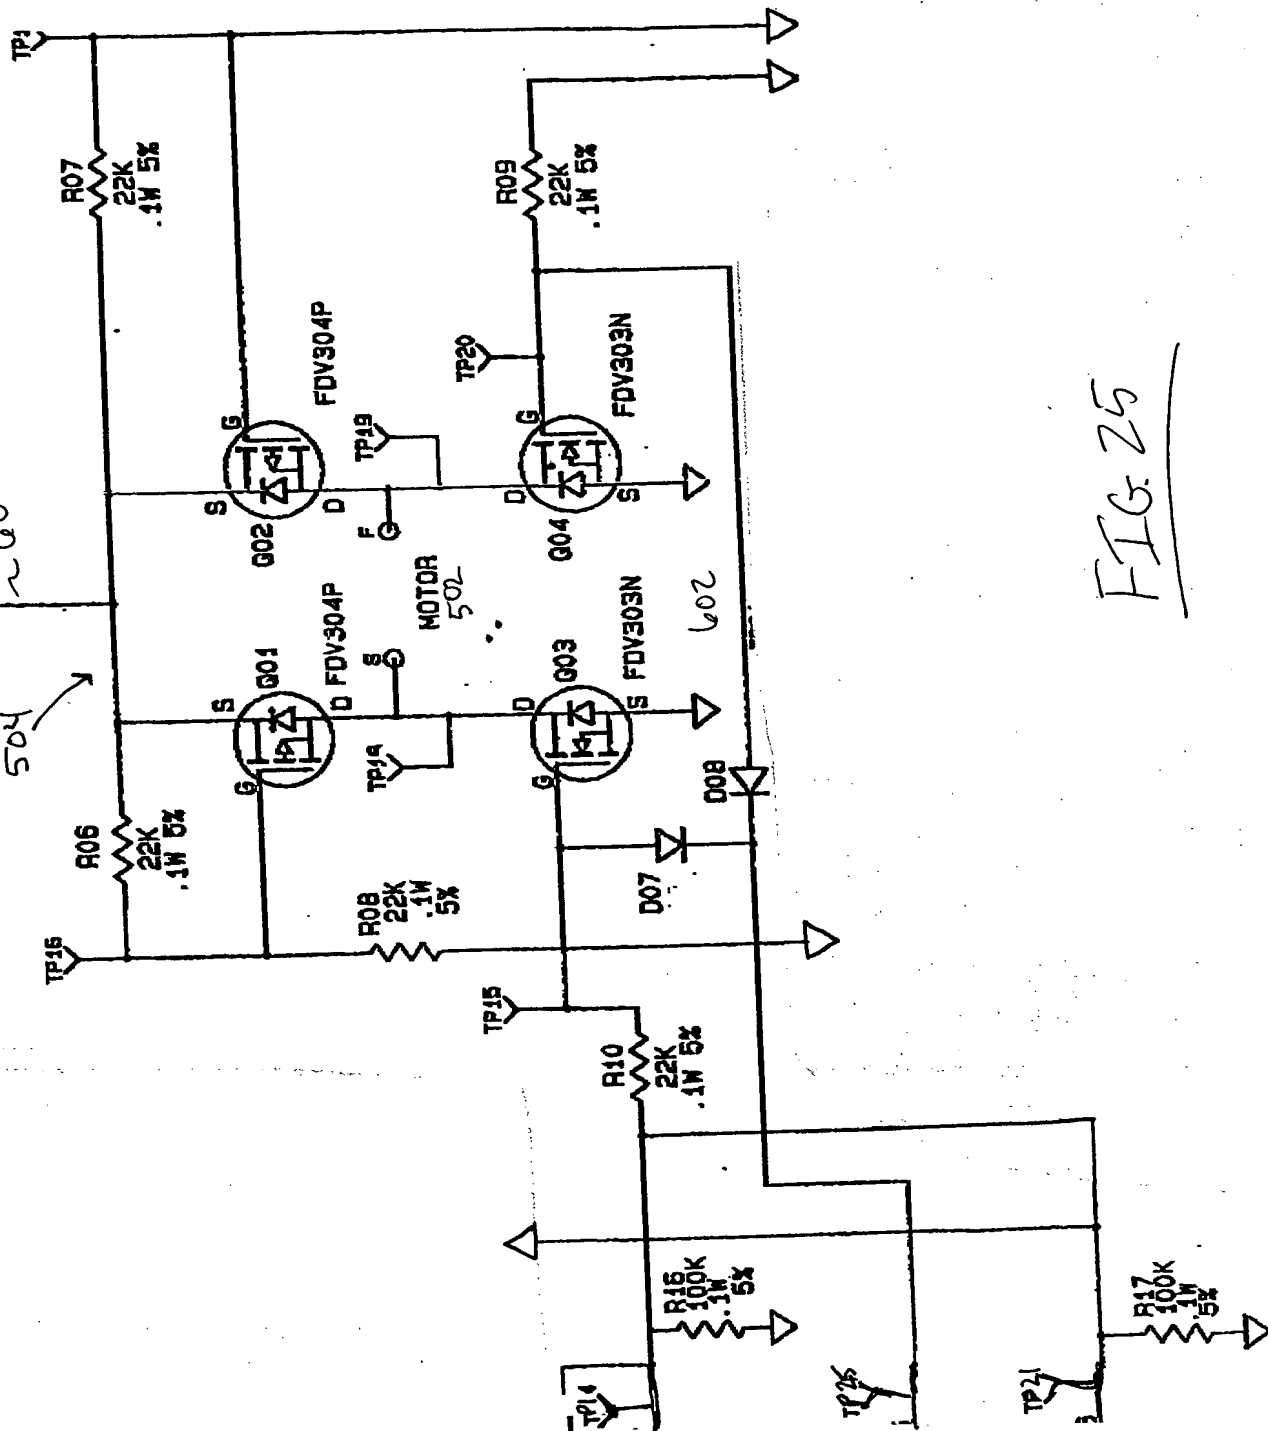 TP16
R06
22K
.1W 5%
504
R07
22K
.1W 5%
R08
22K
.1W
5%
G
S
Q01
D
FDV304P
S
Q02
D
G
FDV304P
TP19
S
MOTOR
502
F
TP15
R10
22K
.1W 5%
G
D
Q03
S
FDV303N
D
Q04
S
G
FDV303N
TP20
R09
22K
.1W 5%
D07
D08
602
TP14
R16
100K
.1W
5%
TP21
R17
100K
.1W
5%
FIG. 25